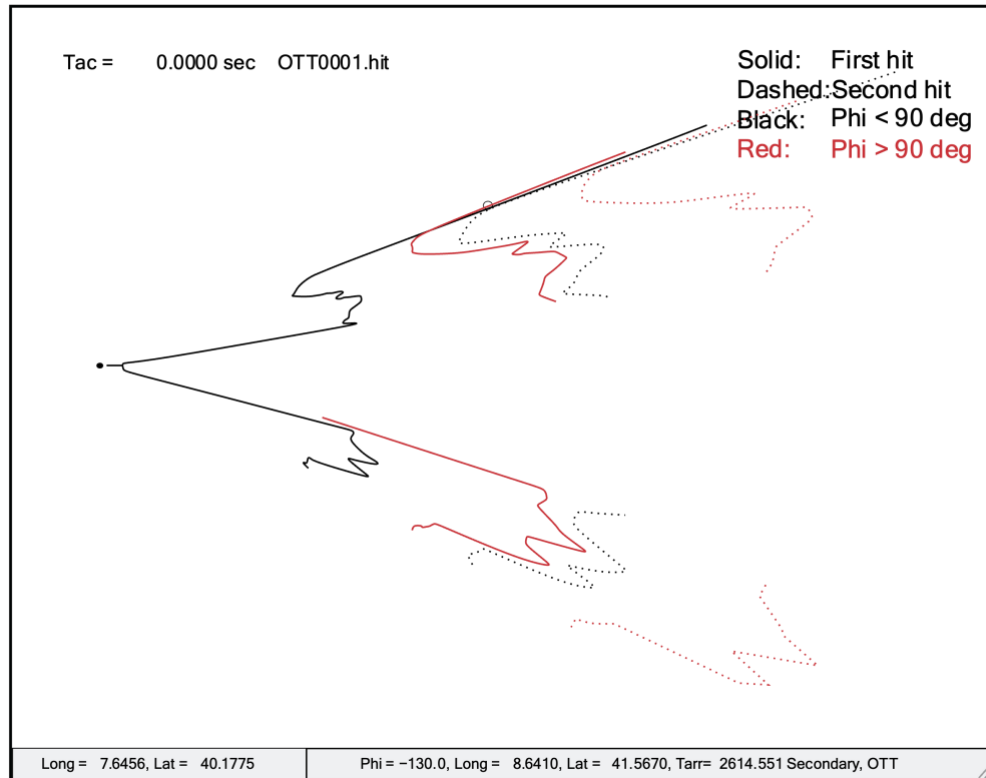 Tac = 0.0000 sec OTT0001.hit
Solid: First hit
Dashed: Second hit
Black: Phi < 90 deg
Red: Phi > 90 deg
Long = 7.6456, Lat = 40.1775
Phi = −130.0, Long = 8.6410, Lat = 41.5670, Tarr= 2614.551 Secondary, OTT